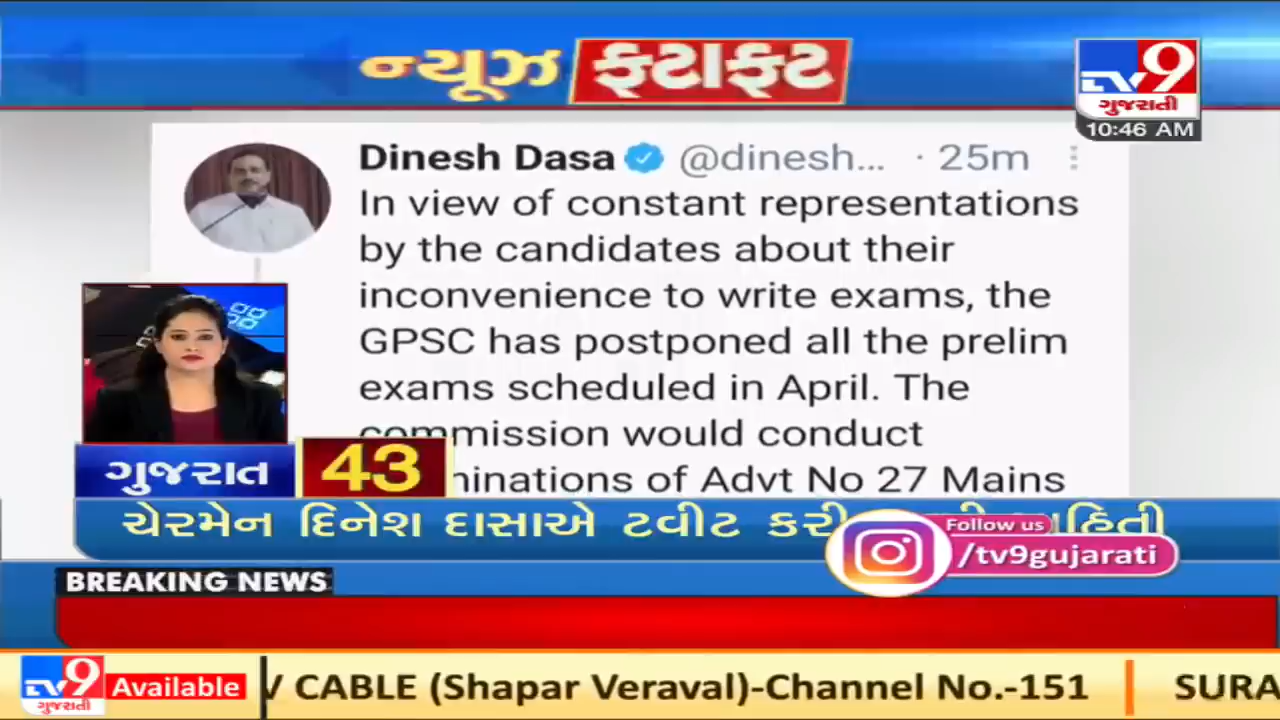 ન્યૂઝ ફટાફટ
TV9
ગુજરાતી
10:46 AM
Dinesh Dasa @dinesh... · 25m
In view of constant representations
by the candidates about their
inconvenience to write exams, the
GPSC has postponed all the prelim
exams scheduled in April. The
commission would conduct
minations of Advt No 27 Mains
ગુજરાત 43
ચેરમેન દિનેશ દાસાએ ટ્વીટ કરી
Follow us
/tv9gujarati
BREAKING NEWS
TV9
ગુજરાતી
Available
V CABLE (Shapar Veraval)-Channel No.-151 | SURA